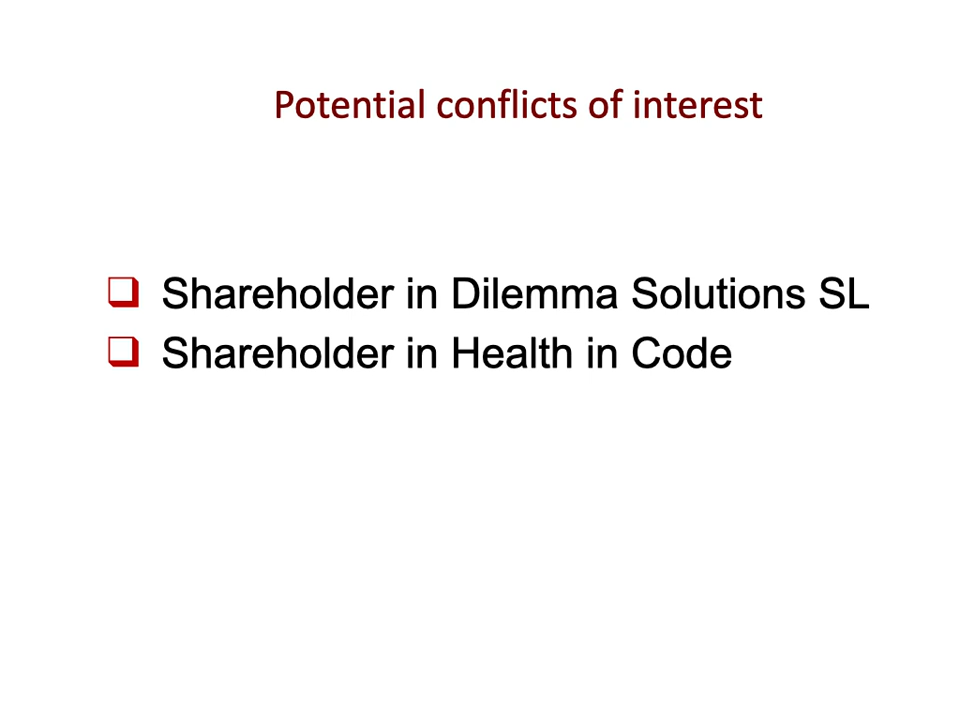 Potential conflicts of interest
Shareholder in Dilemma Solutions SL
Shareholder in Health in Code